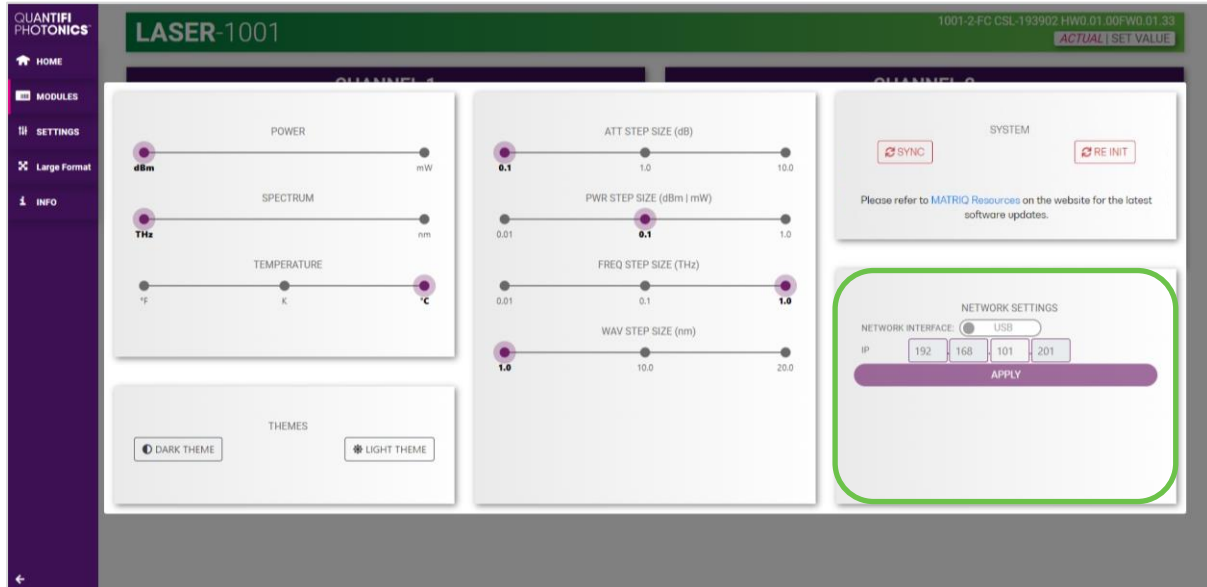 QUANTIFI
PHOTONICS
HOME
MODULES
SETTINGS
Large Format
INFO
LASER-1001
1001-2-FC CSL-193902 HW0.01.00FW0.01.33
ACTUAL | SET VALUE
CHANNEL 1
CHANNEL 2
POWER
dBm mW
SPECTRUM
THz nm
TEMPERATURE
°F K °C
THEMES
DARK THEME LIGHT THEME
ATT STEP SIZE (dB)
0.1 1.0 10.0
PWR STEP SIZE (dBm | mW)
0.01 0.1 1.0
FREQ STEP SIZE (THz)
0.01 0.1 1.0
WAV STEP SIZE (nm)
1.0 10.0 20.0
SYSTEM
SYNC RE INIT
Please refer to MATRIQ Resources on the website for the latest
software updates.
NETWORK SETTINGS
NETWORK INTERFACE: USB
IP 192 . 168 . 101 . 201
APPLY